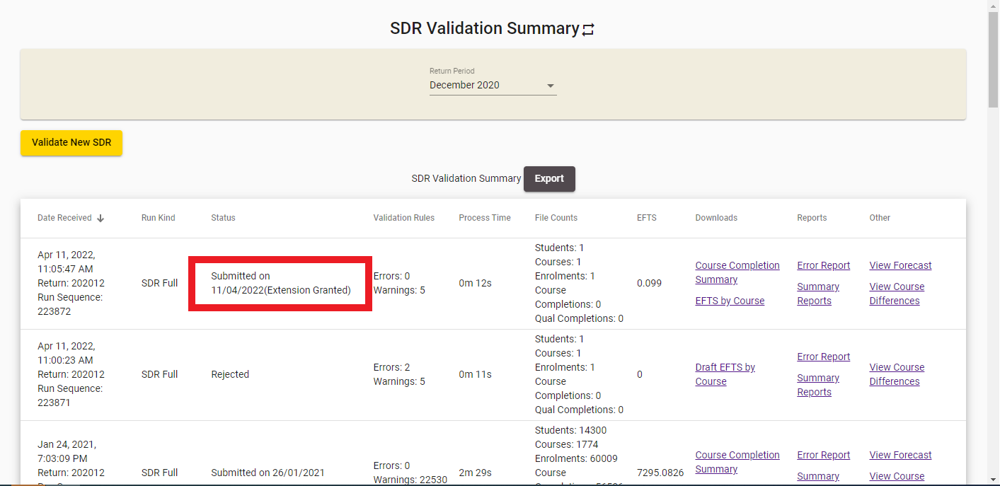 SDR Validation Summary
Return Period
December 2020
Validate New SDR
SDR Validation Summary Export
Date Received Run Kind Status Validation Rules Process Time File Counts EFTS Downloads Reports Other
Apr 11, 2022,
11:05:47 AM
Return: 202012
Run Sequence:
223872
SDR Full
Submitted on
11/04/2022(Extension Granted)
Errors: 0
Warnings: 5
0m 12s
Students: 1
Courses: 1
Enrolments: 1
Course
Completions: 0
Qual Completions: 0
0.099
Course Completion
Summary
EFTS by Course
Error Report
Summary
Reports
View Forecast
View Course
Differences
Apr 11, 2022,
11:00:23 AM
Return: 202012
Run Sequence:
223871
SDR Full
Rejected
Errors: 2
Warnings: 5
0m 11s
Students: 1
Courses: 1
Enrolments: 1
Course
Completions: 0
Qual Completions: 0
0
Draft EFTS by
Course
Error Report
Summary
Reports
View Course
Differences
Jan 24, 2021,
7:03:09 PM
Return: 202012
SDR Full
Submitted on 26/01/2021
Errors: 0
Warnings: 22530
2m 29s
Students: 14300
Courses: 1774
Enrolments: 60009
Course
7295.0826
Course Completion
Summary
Error Report
Summary
View Forecast
View Course